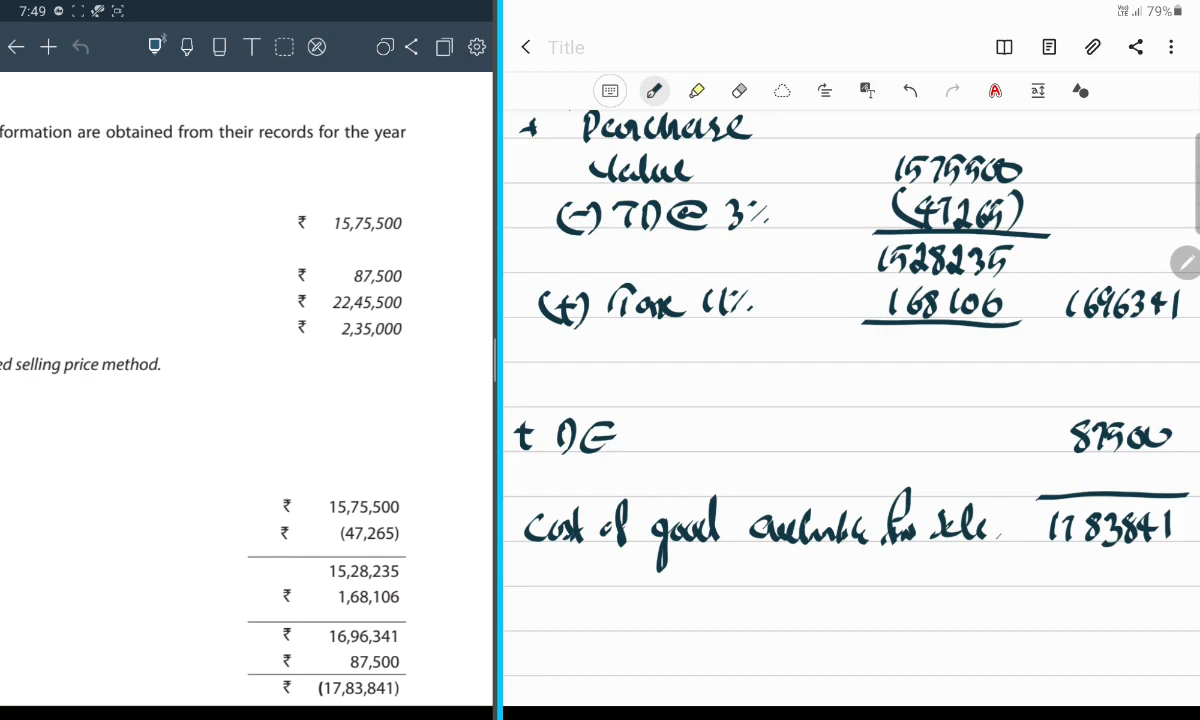 7:49
79%
Title
formation are obtained from their records for the year
₹ 15,75,500
₹ 87,500
₹ 22,45,500
₹ 2,35,000
ed selling price method.
₹ 15,75,500
₹ (47,265)
15,28,235
₹ 1,68,106
₹ 16,96,341
₹ 87,500
₹ (17,83,841)
+ Purchase
Value 1575500
(-) TD @ 3% (47265)
1528235
(+) Tax 11% 168106 1696341
+ DE 87500
Cost of good available for sale. 1783841